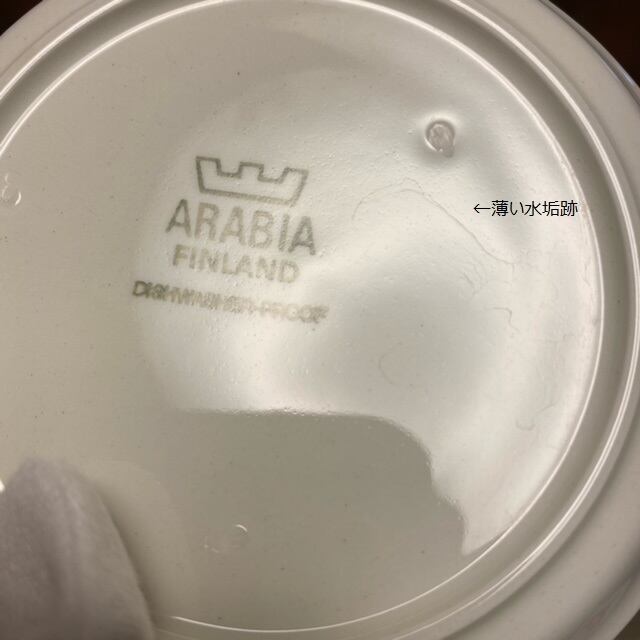 ARABIA
FINLAND
DISHWASHER-PROOF
←薄い水垢跡